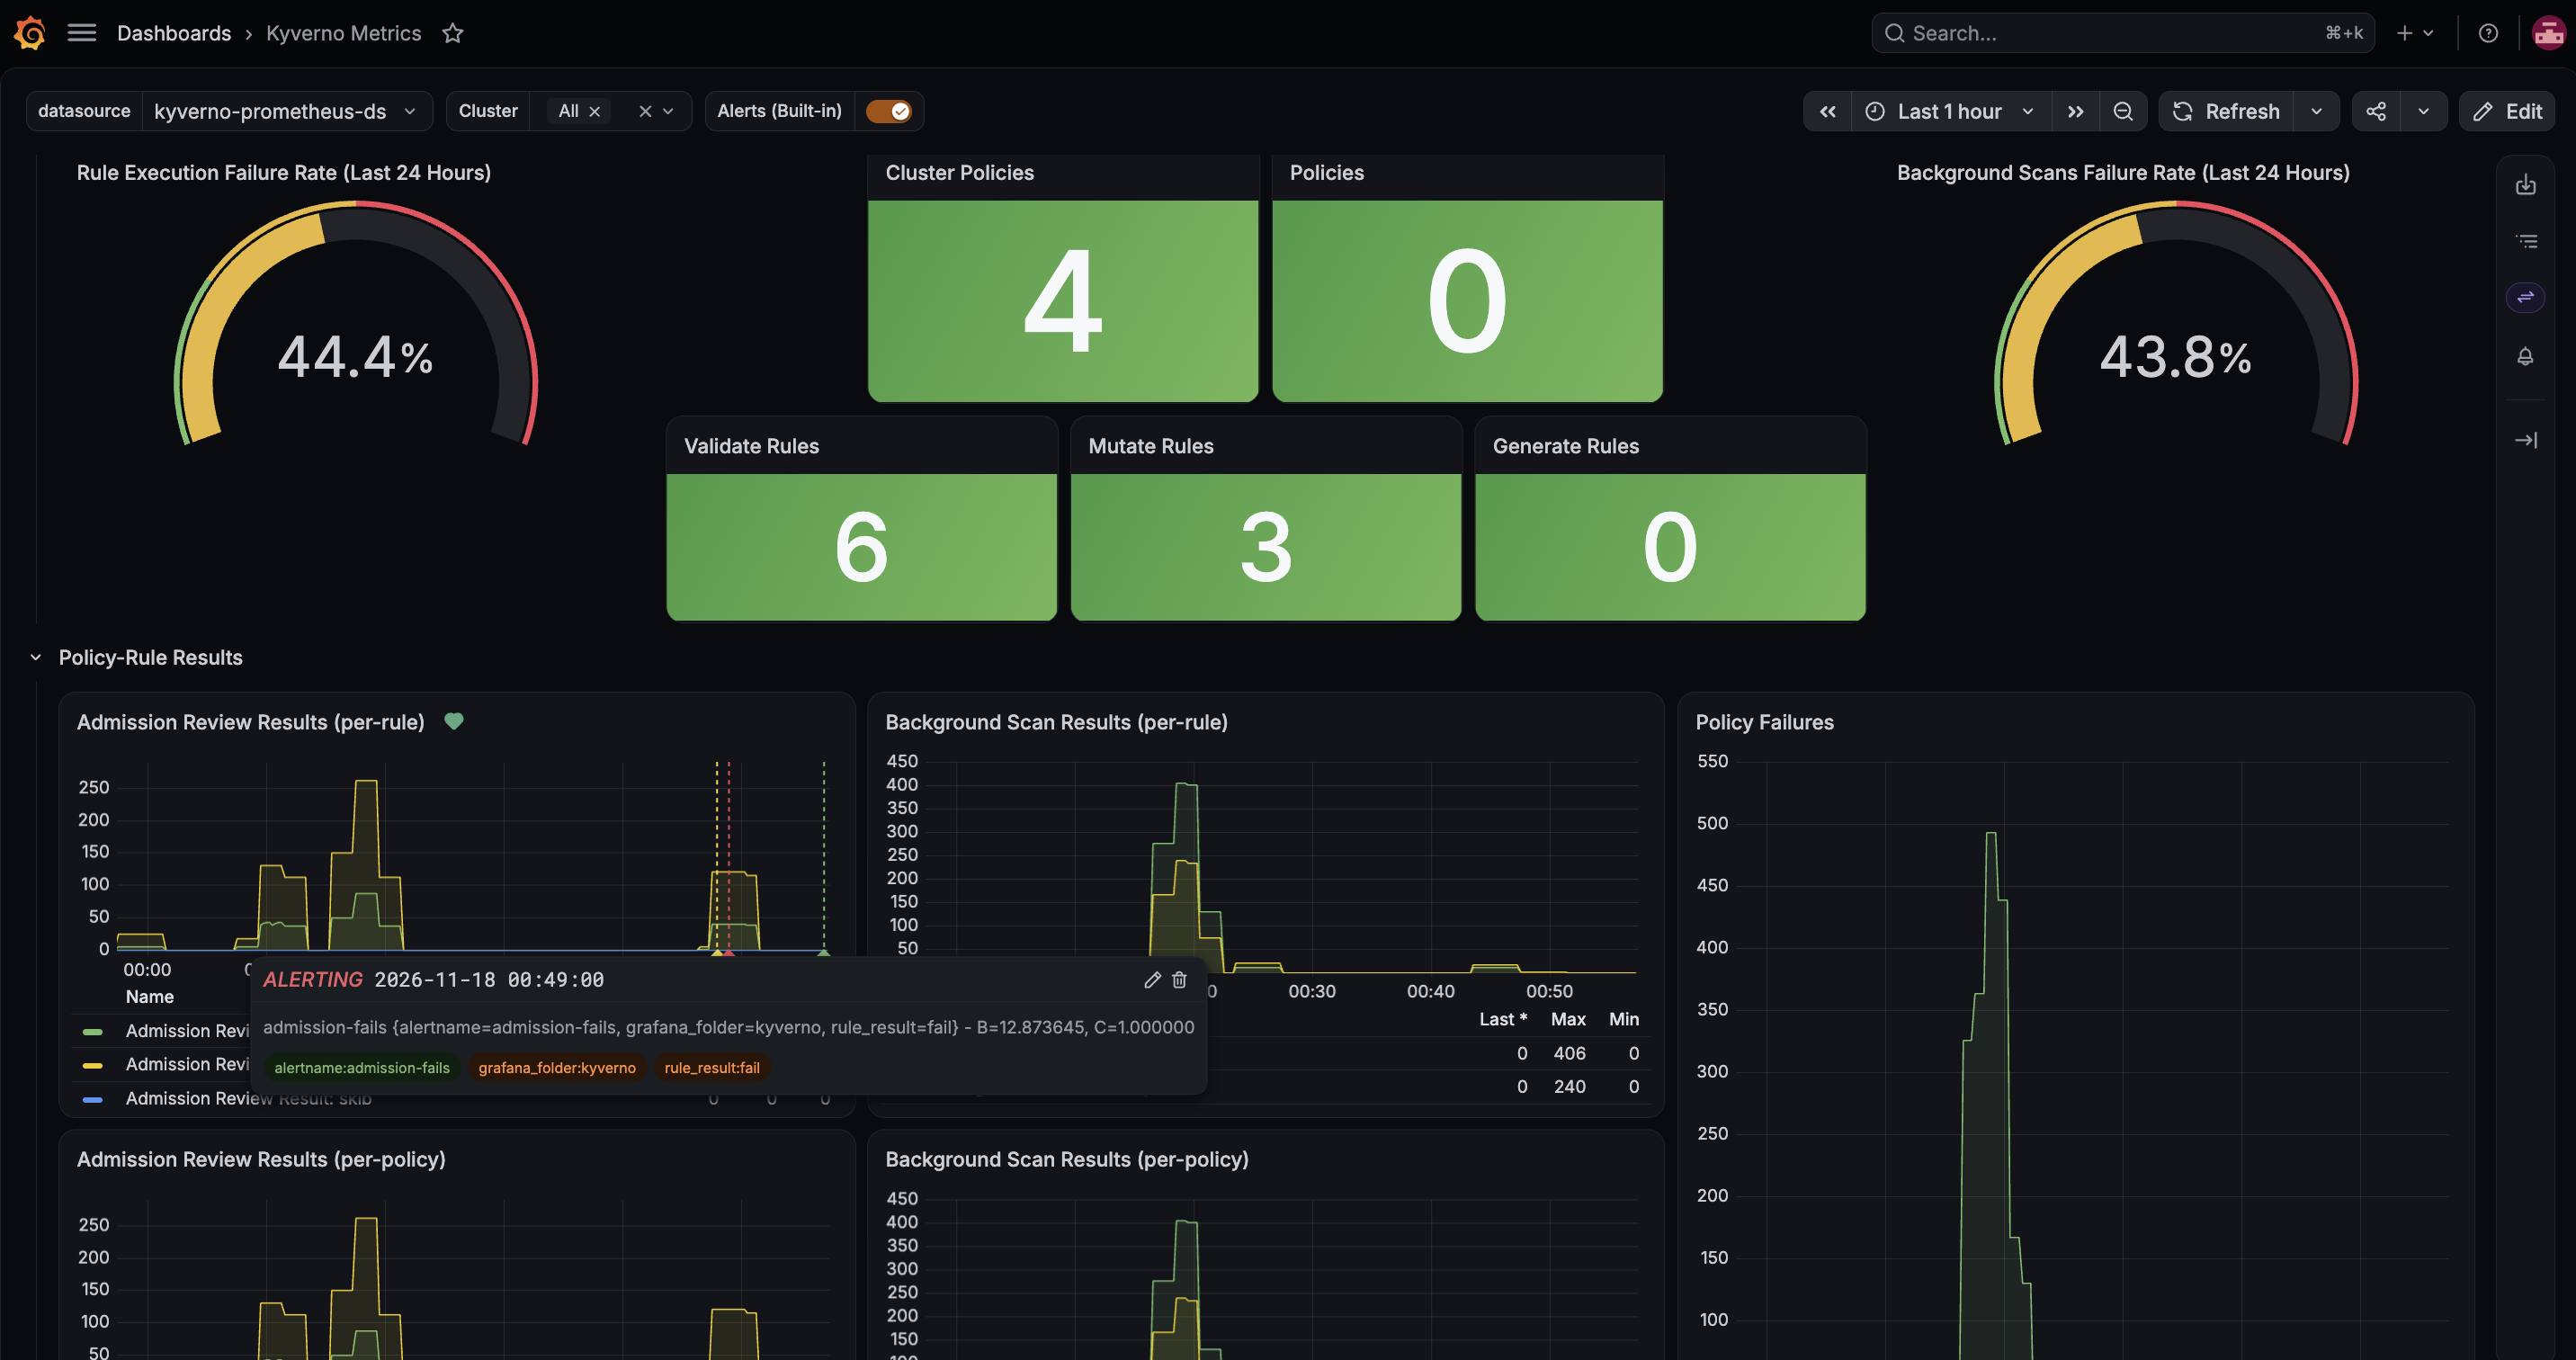 Dashboards › Kyverno Metrics
Search... ⌘+k
datasource kyverno-prometheus-ds Cluster All Alerts (Built-in) Last 1 hour Refresh Edit
Rule Execution Failure Rate (Last 24 Hours)
44.4%
Cluster Policies
4
Policies
0
Background Scans Failure Rate (Last 24 Hours)
43.8%
Validate Rules
6
Mutate Rules
3
Generate Rules
0
Policy-Rule Results
Admission Review Results (per-rule)
250
200
150
100
50
0
00:00
Name
Admission Revi
Admission Revi
Admission Review Result: skip 0 0 0
ALERTING 2026-11-18 00:49:00
admission-fails {alertname=admission-fails, grafana_folder=kyverno, rule_result=fail} - B=12.873645, C=1.000000
alertname:admission-fails grafana_folder:kyverno rule_result:fail
Background Scan Results (per-rule)
450
400
350
300
250
200
150
100
50
0 00:30 00:40 00:50
Last * Max Min
0 406 0
0 240 0
Policy Failures
550
500
450
400
350
300
250
200
150
100
Admission Review Results (per-policy)
250
200
150
100
50
Background Scan Results (per-policy)
450
400
350
300
250
200
150
100